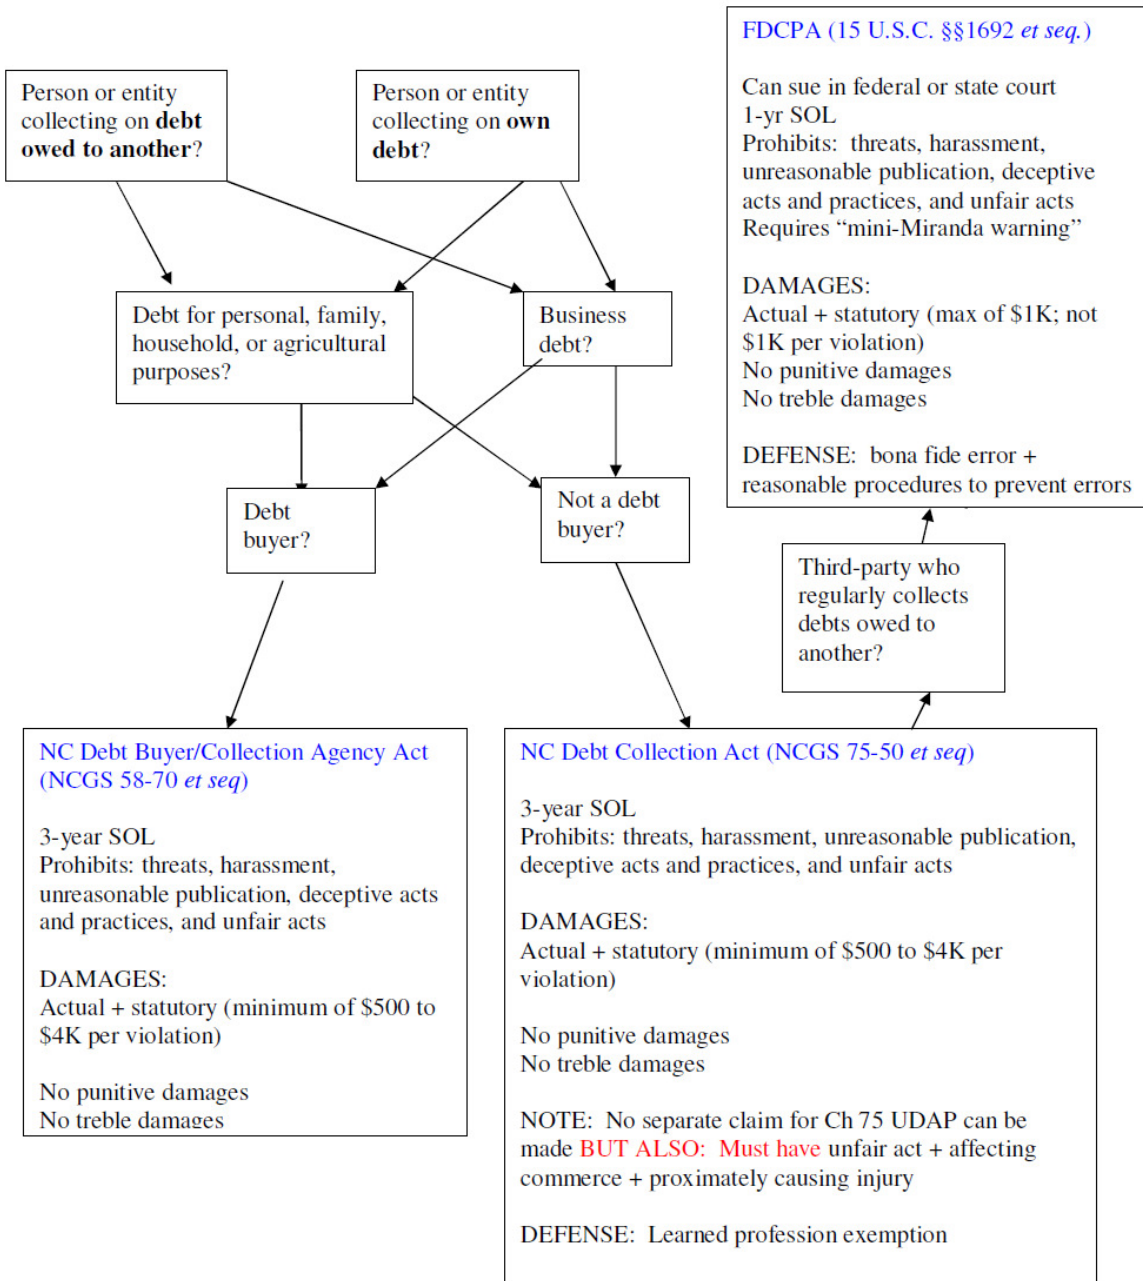 Person or entity
collecting on debt
owed to another?
Person or entity
collecting on own
debt?
Debt for personal, family,
household, or agricultural
purposes?
Business
debt?
Debt
buyer?
Not a debt
buyer?
NC Debt Buyer/Collection Agency Act
(NCGS 58-70 et seq)
3-year SOL
Prohibits: threats, harassment,
unreasonable publication, deceptive acts
and practices, and unfair acts
DAMAGES:
Actual + statutory (minimum of $500 to
$4K per violation)
No punitive damages
No treble damages
NC Debt Collection Act (NCGS 75-50 et seq)
3-year SOL
Prohibits: threats, harassment, unreasonable publication,
deceptive acts and practices, and unfair acts
DAMAGES:
Actual + statutory (minimum of $500 to $4K per
violation)
No punitive damages
No treble damages
NOTE: No separate claim for Ch 75 UDAP can be
made BUT ALSO: Must have unfair act + affecting
commerce + proximately causing injury
DEFENSE: Learned profession exemption
Third-party who
regularly collects
debts owed to
another?
FDCPA (15 U.S.C. §§1692 et seq.)
Can sue in federal or state court
1-yr SOL
Prohibits: threats, harassment,
unreasonable publication, deceptive
acts and practices, and unfair acts
Requires “mini-Miranda warning”
DAMAGES:
Actual + statutory (max of $1K; not
$1K per violation)
No punitive damages
No treble damages
DEFENSE: bona fide error +
reasonable procedures to prevent errors